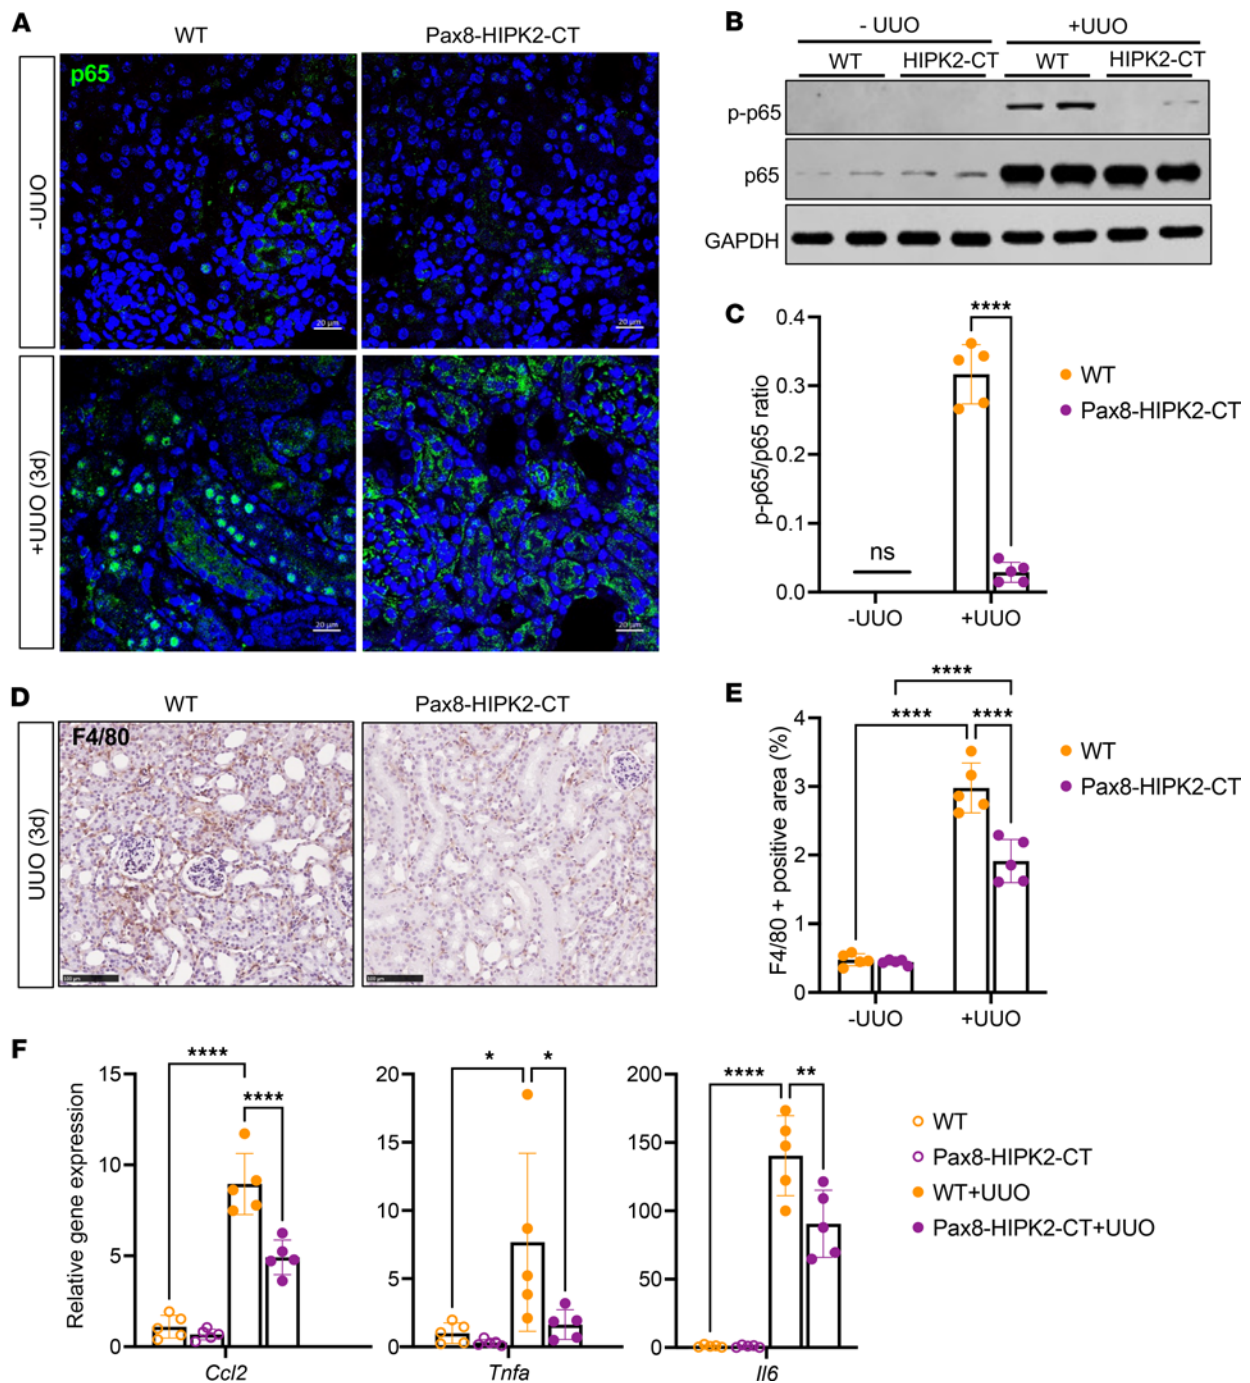 A
WT
Pax8-HIPK2-CT
p65
-UUO
20 µm
20 µm
+UUO (3d)
20 µm
20 µm
B
- UUO
+UUO
WT
HIPK2-CT
WT
HIPK2-CT
p-p65
p65
GAPDH
C
p-p65/p65 ratio
0.4
0.3
0.2
0.1
0.0
ns
****
-UUO
+UUO
WT
Pax8-HIPK2-CT
D
WT
Pax8-HIPK2-CT
UUO (3d)
F4/80
E
F4/80 + positive area (%)
4
3
2
1
0
****
****
****
-UUO
+UUO
WT
Pax8-HIPK2-CT
F
Relative gene expression
15
10
5
0
****
****
Ccl2
20
15
10
5
0
*
*
Tnfa
200
150
100
50
0
****
**
Il6
WT
Pax8-HIPK2-CT
WT+UUO
Pax8-HIPK2-CT+UUO